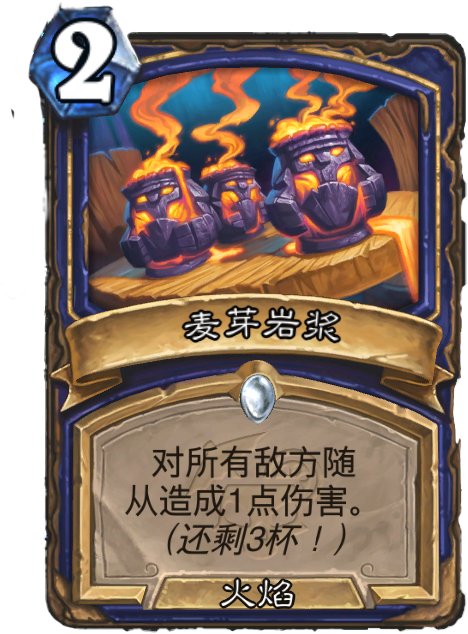 2
麦芽岩浆
对所有敌方随
从造成1点伤害。
（还剩3杯！）
火焰